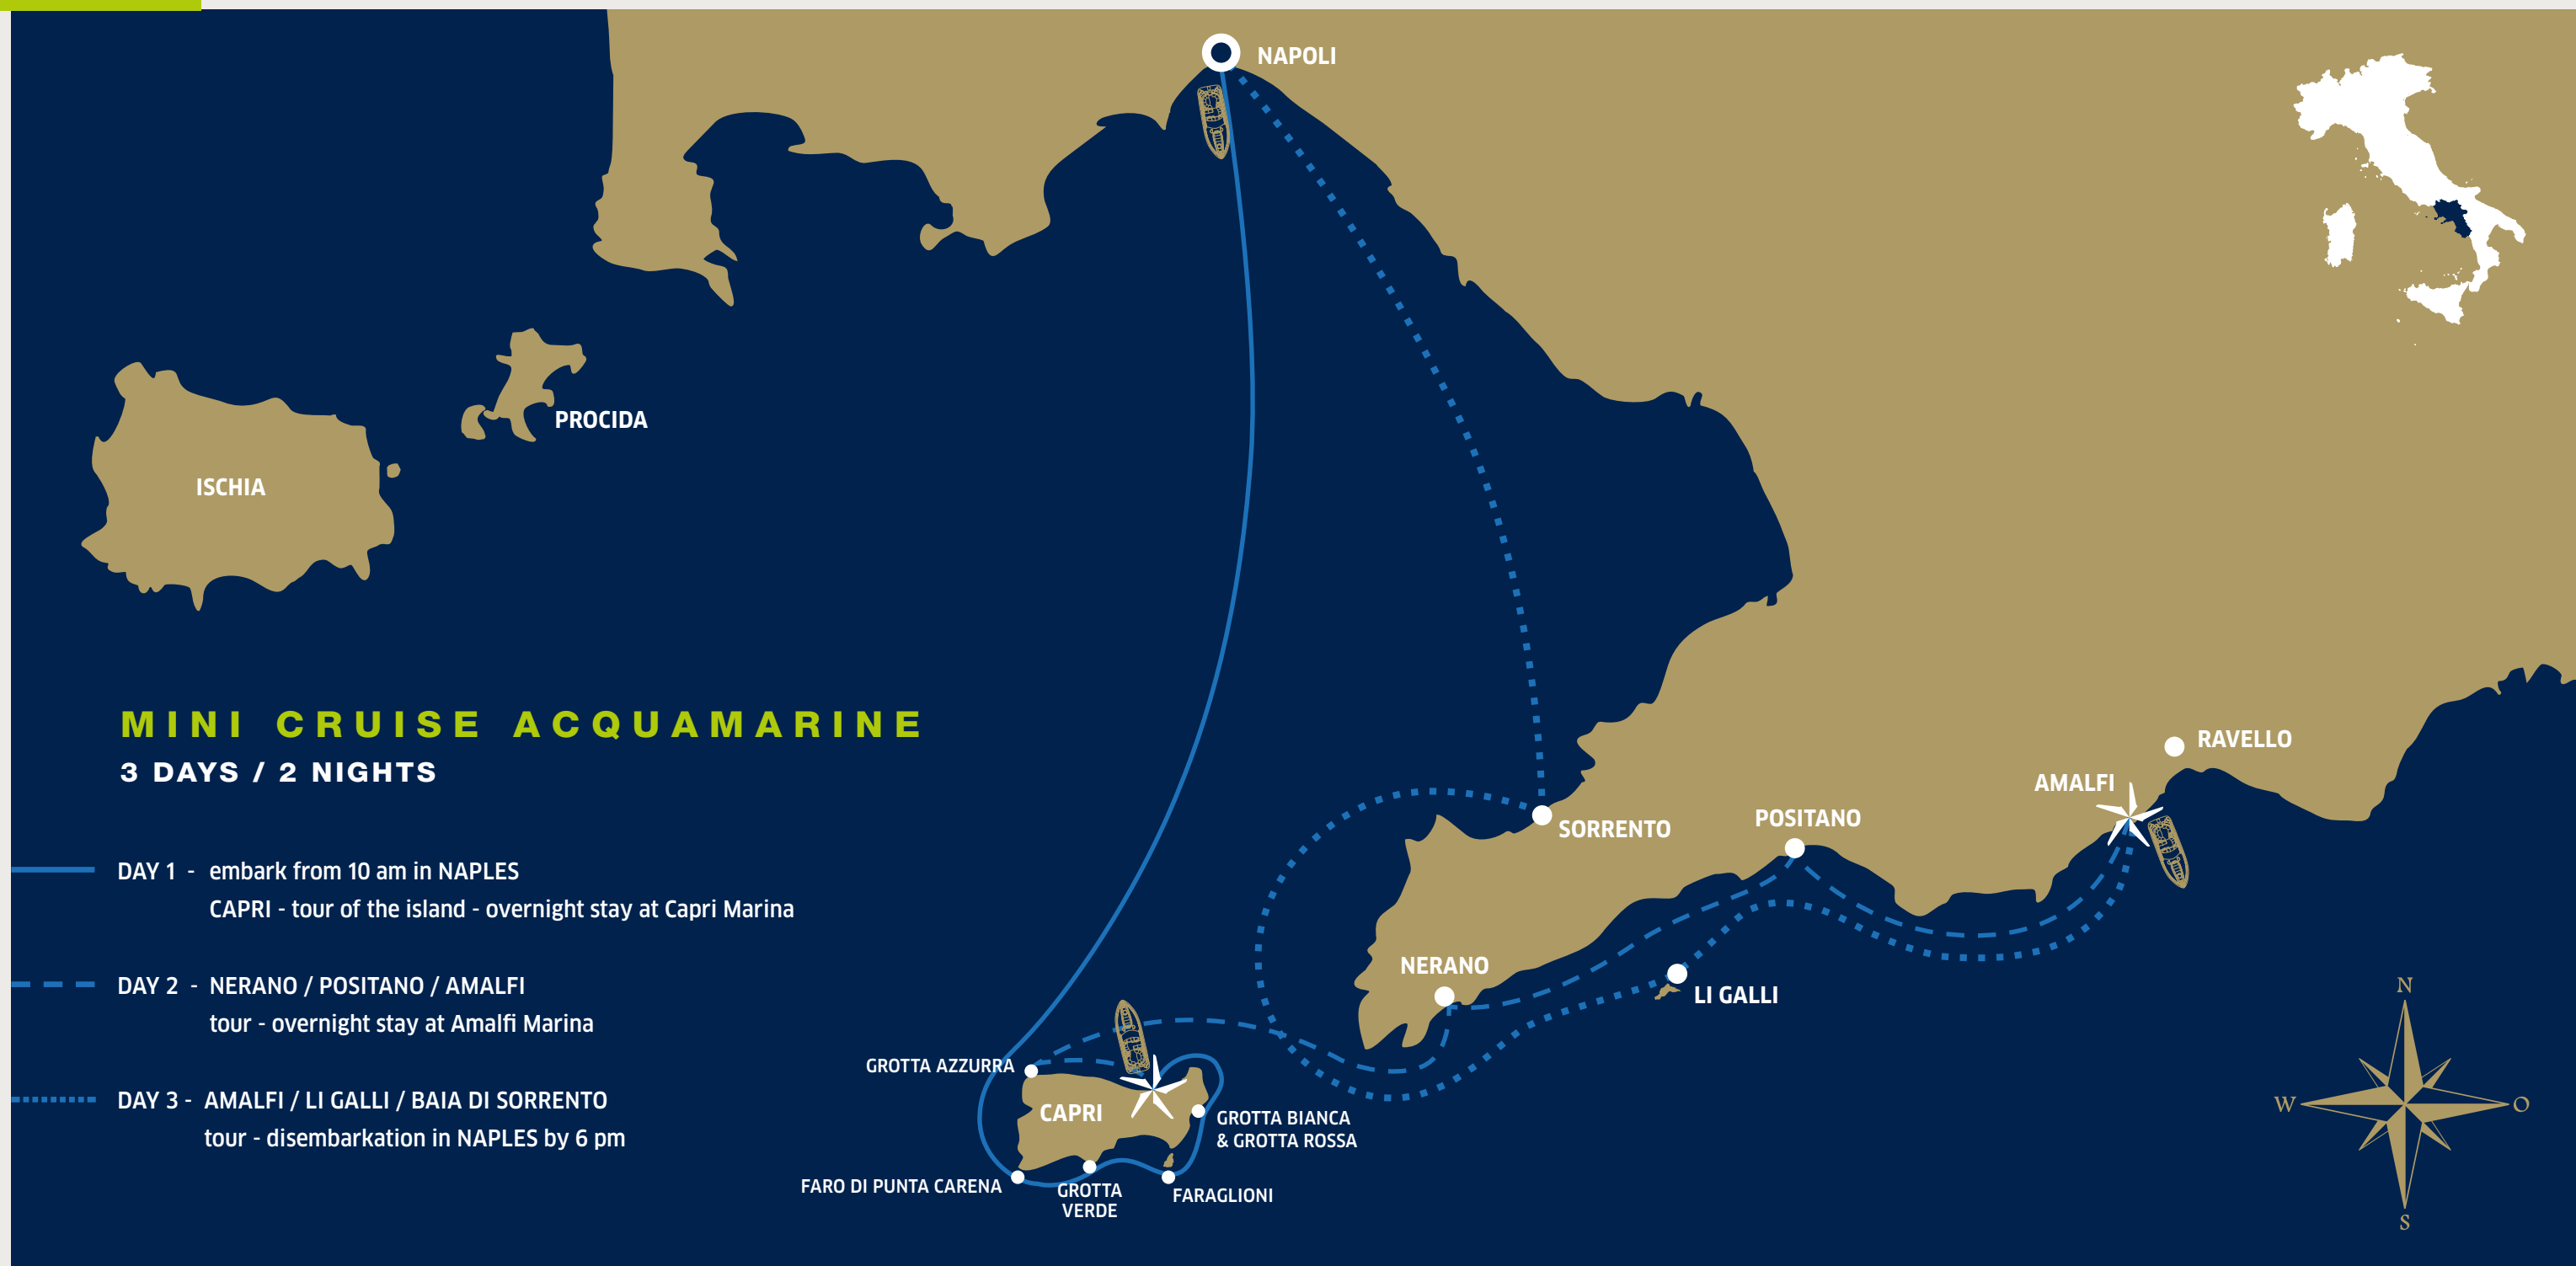 NAPOLI
PROCIDA
ISCHIA
MINI CRUISE ACQUAMARINE
3 DAYS / 2 NIGHTS
DAY 1 - embark from 10 am in NAPLES
CAPRI - tour of the island - overnight stay at Capri Marina
DAY 2 - NERANO / POSITANO / AMALFI
tour - overnight stay at Amalfi Marina
DAY 3 - AMALFI / LI GALLI / BAIA DI SORRENTO
tour - disembarkation in NAPLES by 6 pm
RAVELLO
AMALFI
POSITANO
SORRENTO
NERANO
LI GALLI
GROTTA AZZURRA
CAPRI
GROTTA BIANCA
& GROTTA ROSSA
FARO DI PUNTA CARENA
GROTTA
VERDE
FARAGLIONI
N
W
O
S